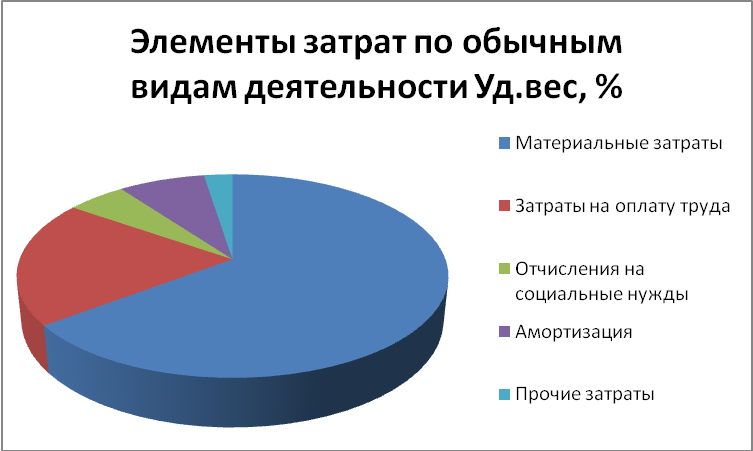 Элементы затрат по обычным
видам деятельности Уд.вес, %
Материальные затраты
Затраты на оплату труда
Отчисления на
социальные нужды
Амортизация
Прочие затраты